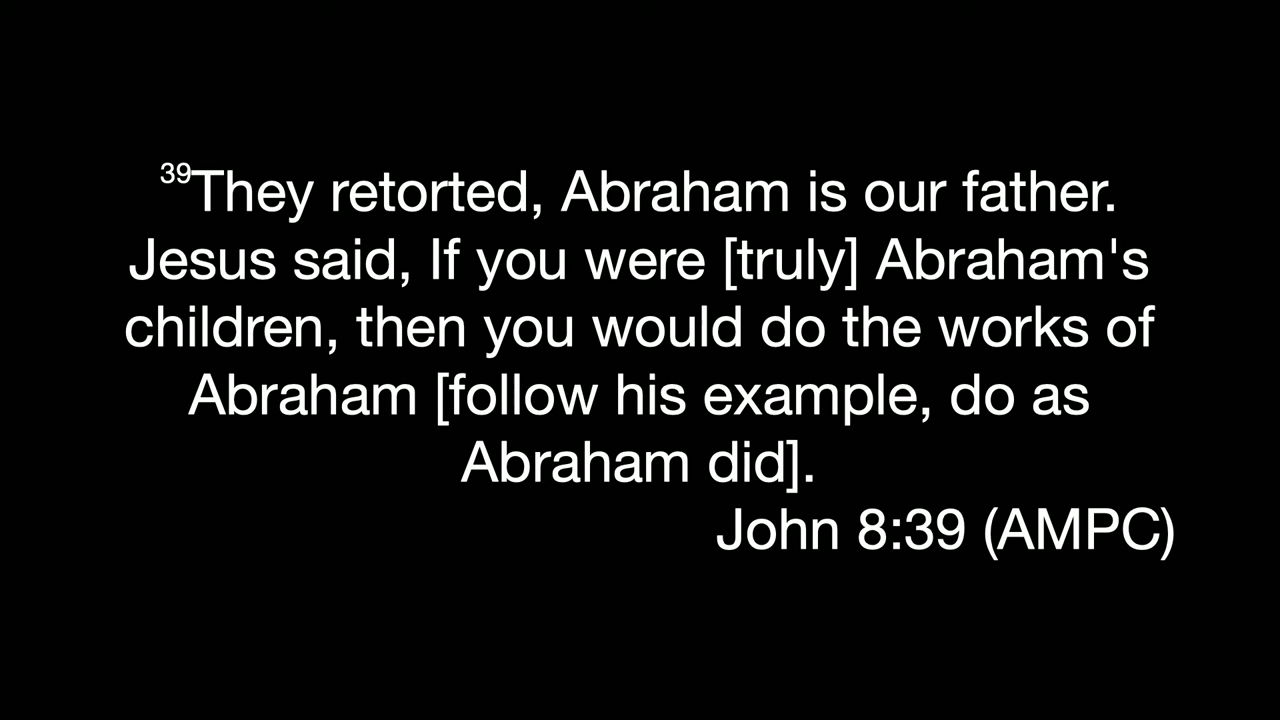 39They retorted, Abraham is our father.
Jesus said, If you were [truly] Abraham's
children, then you would do the works of
Abraham [follow his example, do as
Abraham did].
John 8:39 (AMPC)